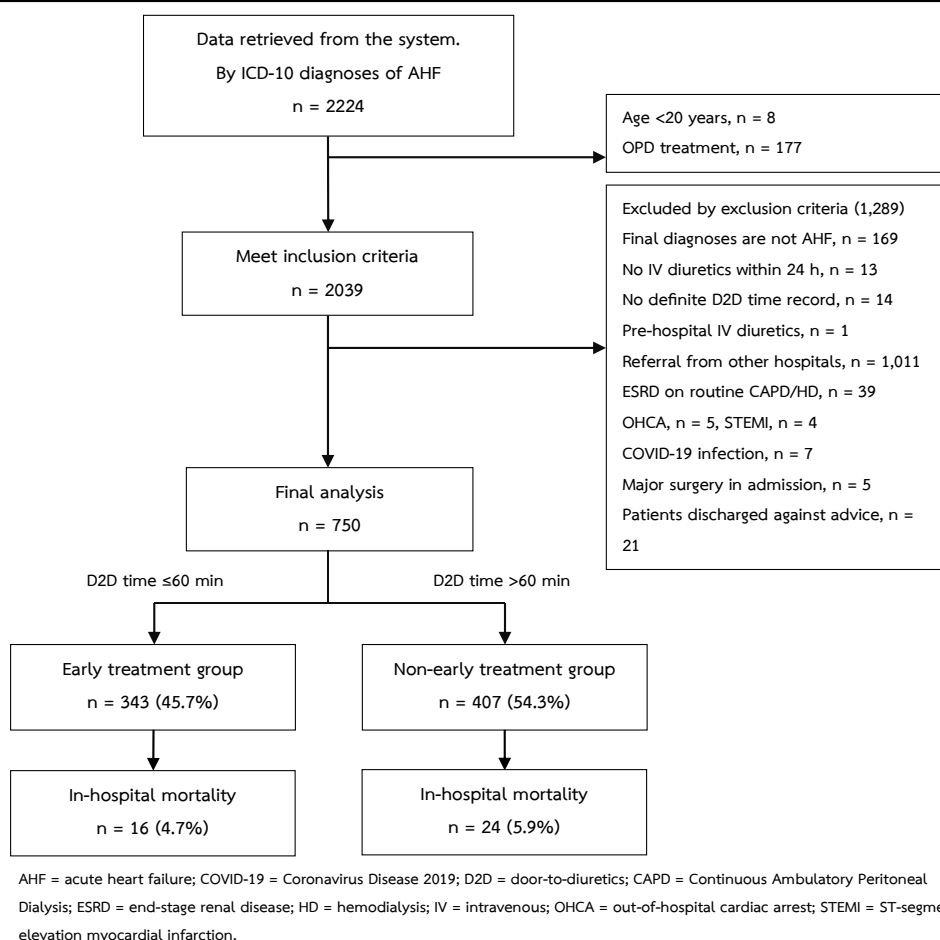 Data retrieved from the system.
By ICD-10 diagnoses of AHF
n = 2224
Age <20 years, n = 8
OPD treatment, n = 177
Excluded by exclusion criteria (1,289)
Final diagnoses are not AHF, n = 169
No IV diuretics within 24 h, n = 13
No definite D2D time record, n = 14
Pre-hospital IV diuretics, n = 1
Referral from other hospitals, n = 1,011
ESRD on routine CAPD/HD, n = 39
OHCA, n = 5, STEMI, n = 4
COVID-19 infection, n = 7
Major surgery in admission, n = 5
Patients discharged against advice, n =
21
Meet inclusion criteria
n = 2039
Final analysis
n = 750
D2D time ≤60 min
D2D time >60 min
Early treatment group
n = 343 (45.7%)
Non-early treatment group
n = 407 (54.3%)
In-hospital mortality
n = 16 (4.7%)
In-hospital mortality
n = 24 (5.9%)
AHF = acute heart failure; COVID-19 = Coronavirus Disease 2019; D2D = door-to-diuretics; CAPD = Continuous Ambulatory Peritoneal
Dialysis; ESRD = end-stage renal disease; HD = hemodialysis; IV = intravenous; OHCA = out-of-hospital cardiac arrest; STEMI = ST-segme
elevation myocardial infarction.